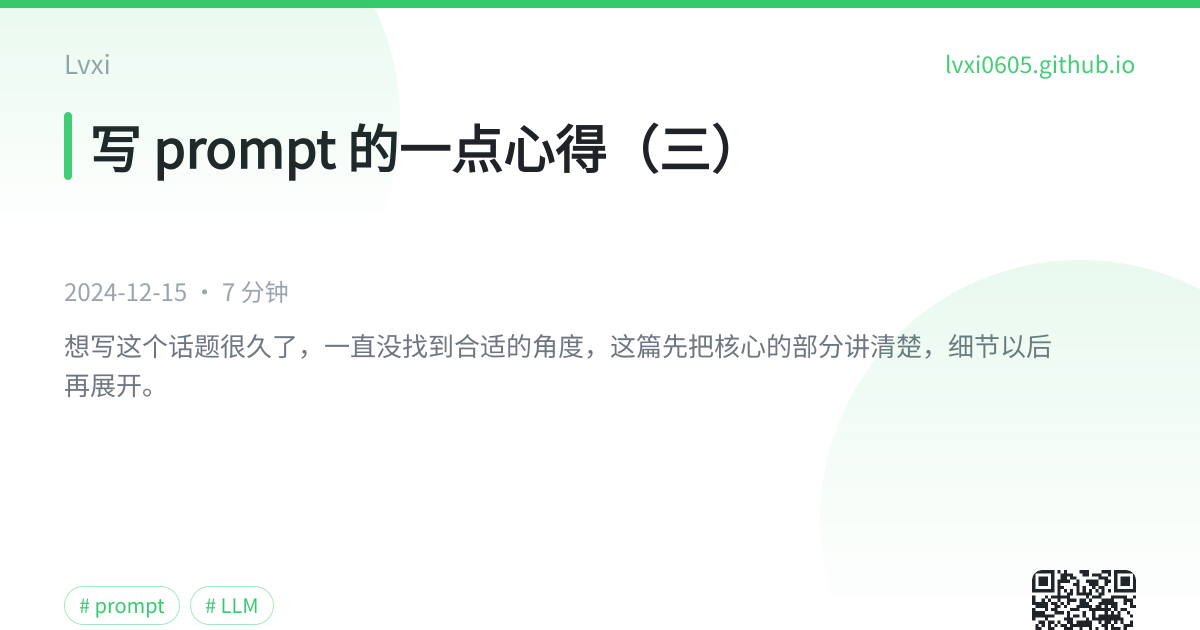 Lvxi
lvxi0605.github.io
写 prompt 的一点心得（三）
2024-12-15 · 7 分钟
想写这个话题很久了，一直没找到合适的角度，这篇先把核心的部分讲清楚，细节以后
再展开。
# prompt
# LLM